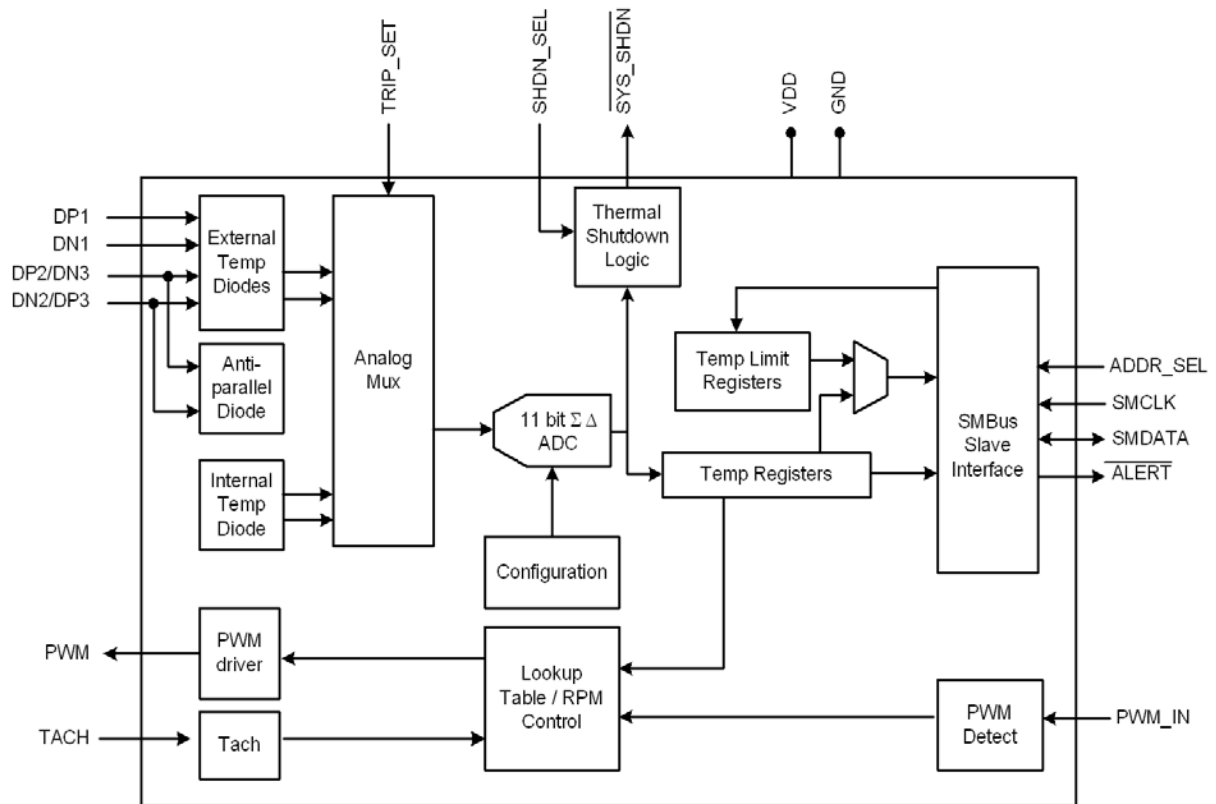 TRIP_SET
SHDN_SEL
SYS_SHDN
VDD
GND
DP1
DN1
DP2/DN3
DN2/DP3
External
Temp
Diodes
Anti-
parallel
Diode
Internal
Temp
Diode
Analog
Mux
Thermal
Shutdown
Logic
11 bit Σ Δ
ADC
Configuration
Temp Limit
Registers
Temp Registers
SMBus
Slave
Interface
ADDR_SEL
SMCLK
SMDATA
ALERT
PWM
PWM
driver
TACH
Tach
Lookup
Table / RPM
Control
PWM
Detect
PWM_IN